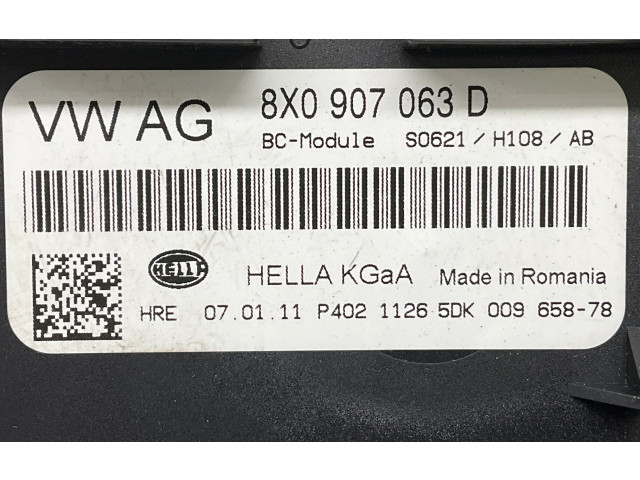 VW AG 8X0 907 063 D
BC-Module S0621 / H108 / AB
HELLA HELLA KGaA Made in Romania
HRE 07.01.11 P402 1126 5DK 009 658-78